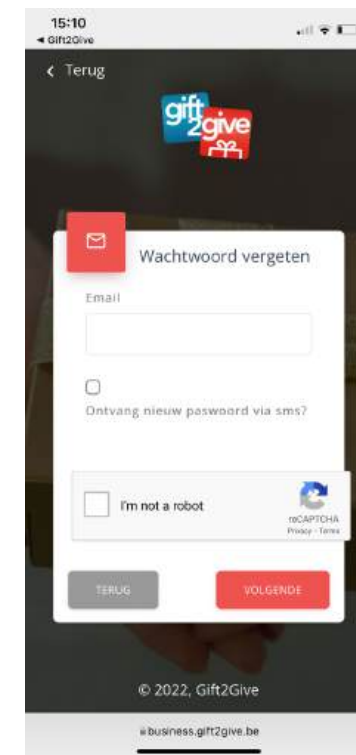 15:10
◀ Gift2Give
Terug
gift
2give
Wachtwoord vergeten
Email
Ontvang nieuw paswoord via sms?
I'm not a robot
reCAPTCHA
Privacy - Terms
TERUG
VOLGENDE
© 2022, Gift2Give
business.gift2give.be